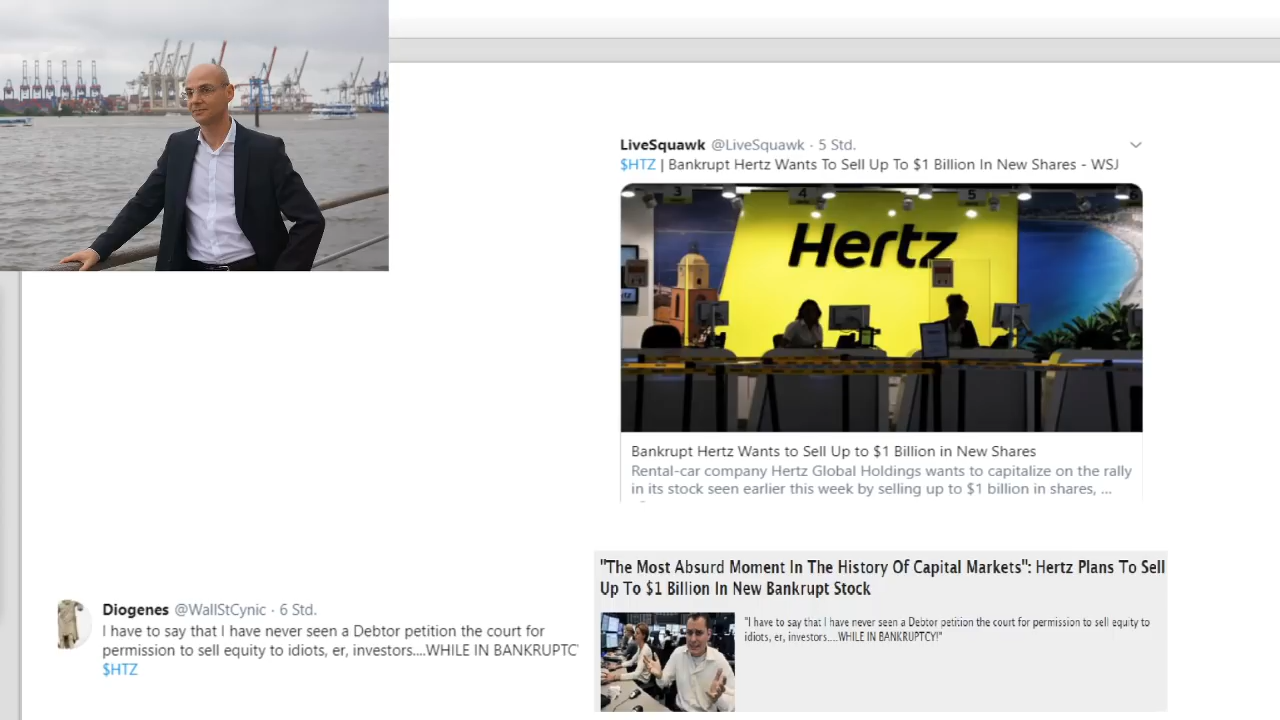 LiveSquawk @LiveSquawk · 5 Std.
$HTZ | Bankrupt Hertz Wants To Sell Up To $1 Billion In New Shares - WSJ
3 4 5
Hertz
Bankrupt Hertz Wants to Sell Up to $1 Billion in New Shares
Rental-car company Hertz Global Holdings wants to capitalize on the rally
in its stock seen earlier this week by selling up to $1 billion in shares, ...
"The Most Absurd Moment In The History Of Capital Markets": Hertz Plans To Sell
Up To $1 Billion In New Bankrupt Stock
"I have to say that I have never seen a Debtor petition the court for permission to sell equity to
idiots, er, investors....WHILE IN BANKRUPTCY!"
Diogenes @WallStCynic · 6 Std.
I have to say that I have never seen a Debtor petition the court for
permission to sell equity to idiots, er, investors....WHILE IN BANKRUPTC
$HTZ